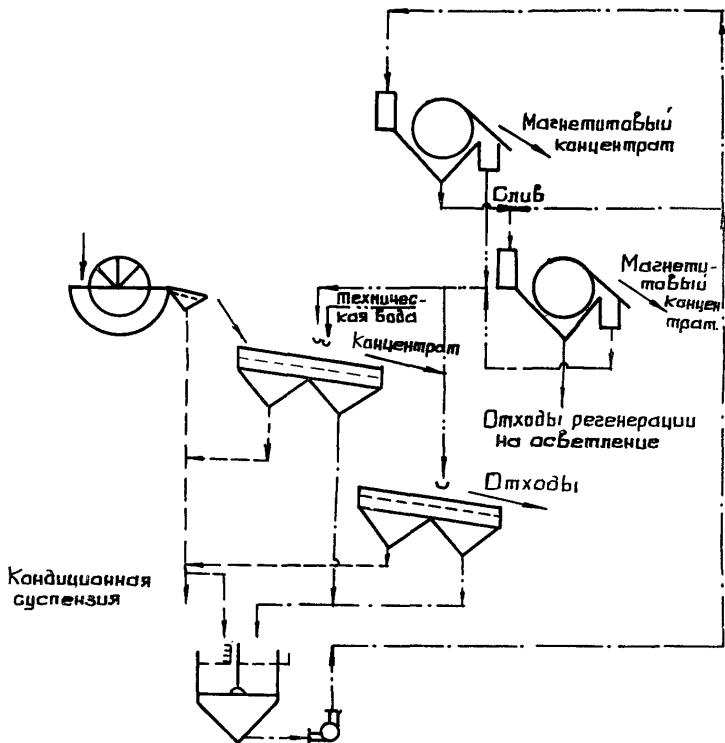 Магнетитовый
концентрат
Слив
Магнети-
товый
концен
трат.
Техничес-
кая вода
Концентрат
Отходы регенерации
на осветление
Отходы
Кондиционная
суспензия